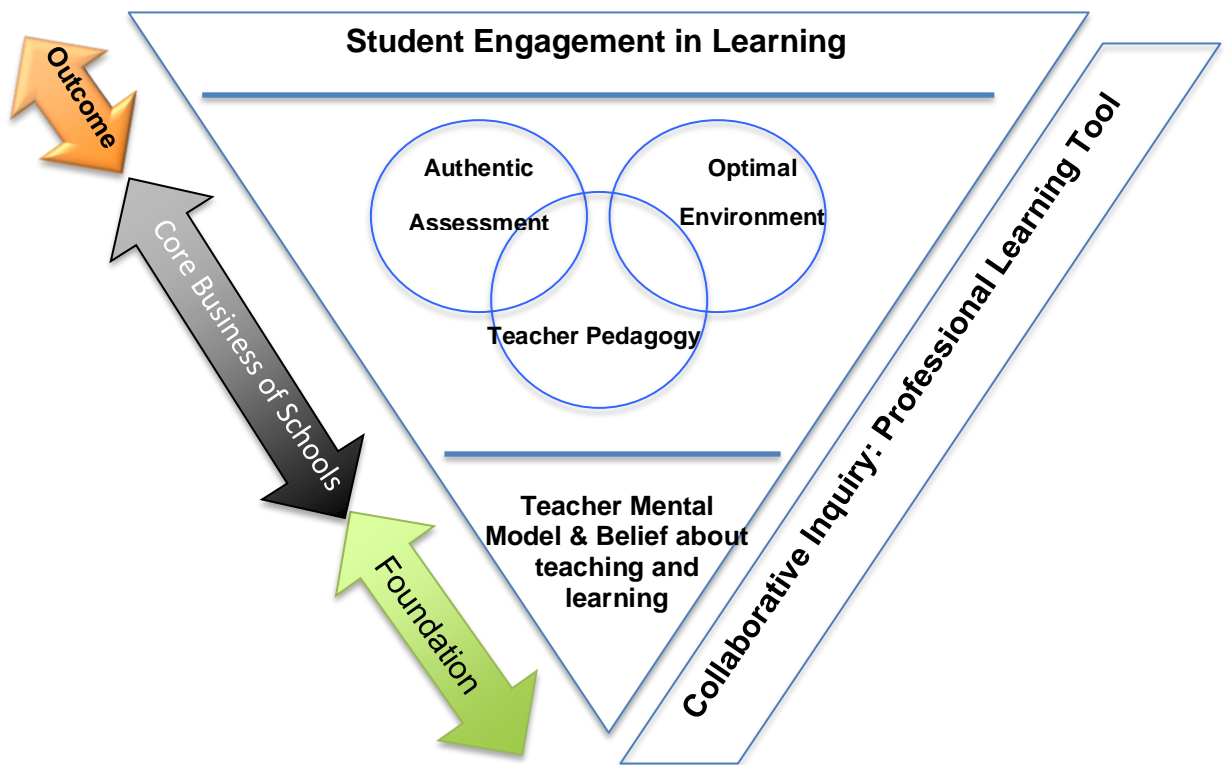 Student Engagement in Learning
Outcome
Authentic
Assessment
Optimal
Environment
Teacher Pedagogy
Core Business of Schools
Teacher Mental
Model & Belief about
teaching and
learning
Foundation
Collaborative Inquiry: Professional Learning Tool